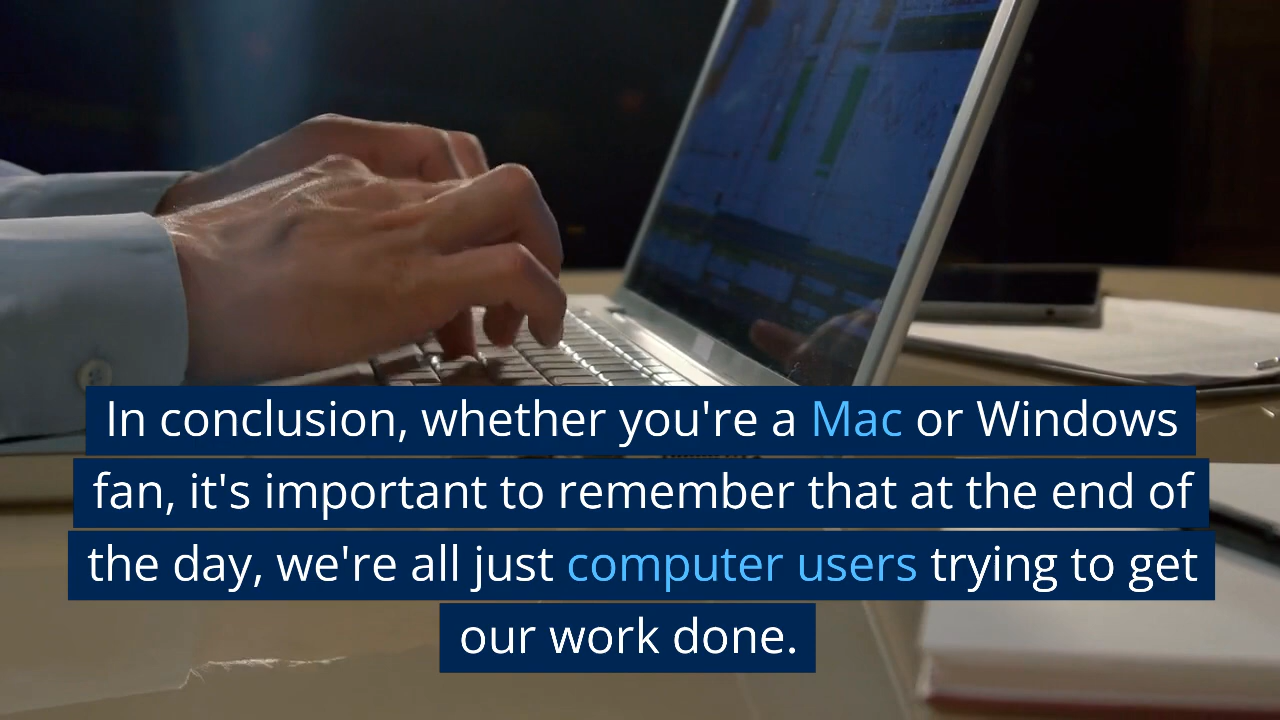 In conclusion, whether you're a Mac or Windows
fan, it's important to remember that at the end of
the day, we're all just computer users trying to get
our work done.